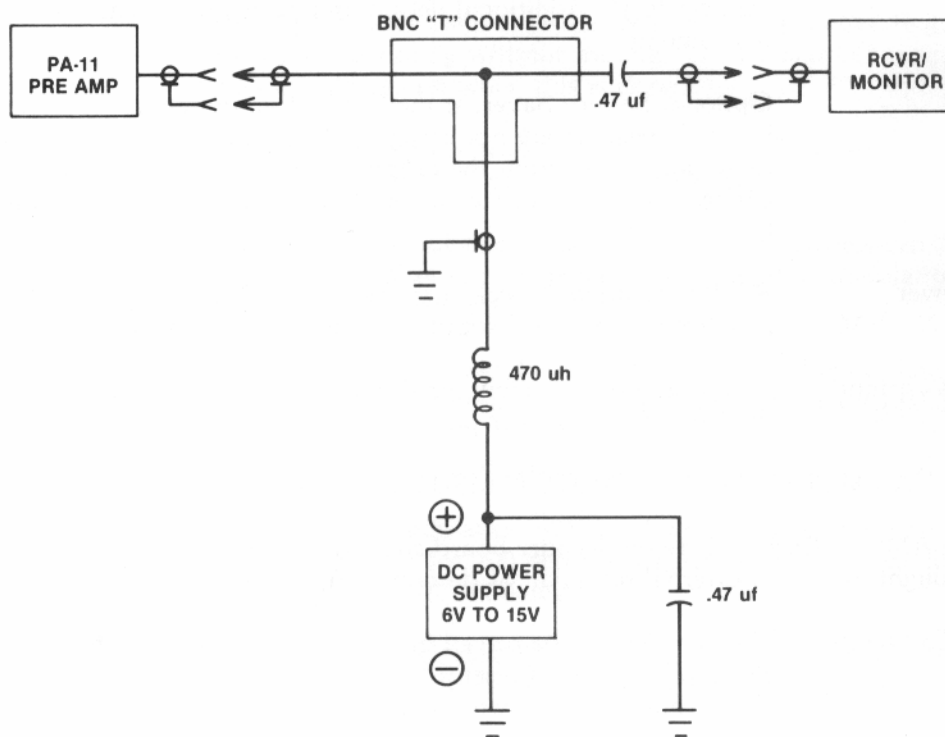 BNC “T” CONNECTOR
PA-11
PRE AMP
.47 uf
RCVR/
MONITOR
470 uh
+
DC POWER
SUPPLY
6V TO 15V
.47 uf
−